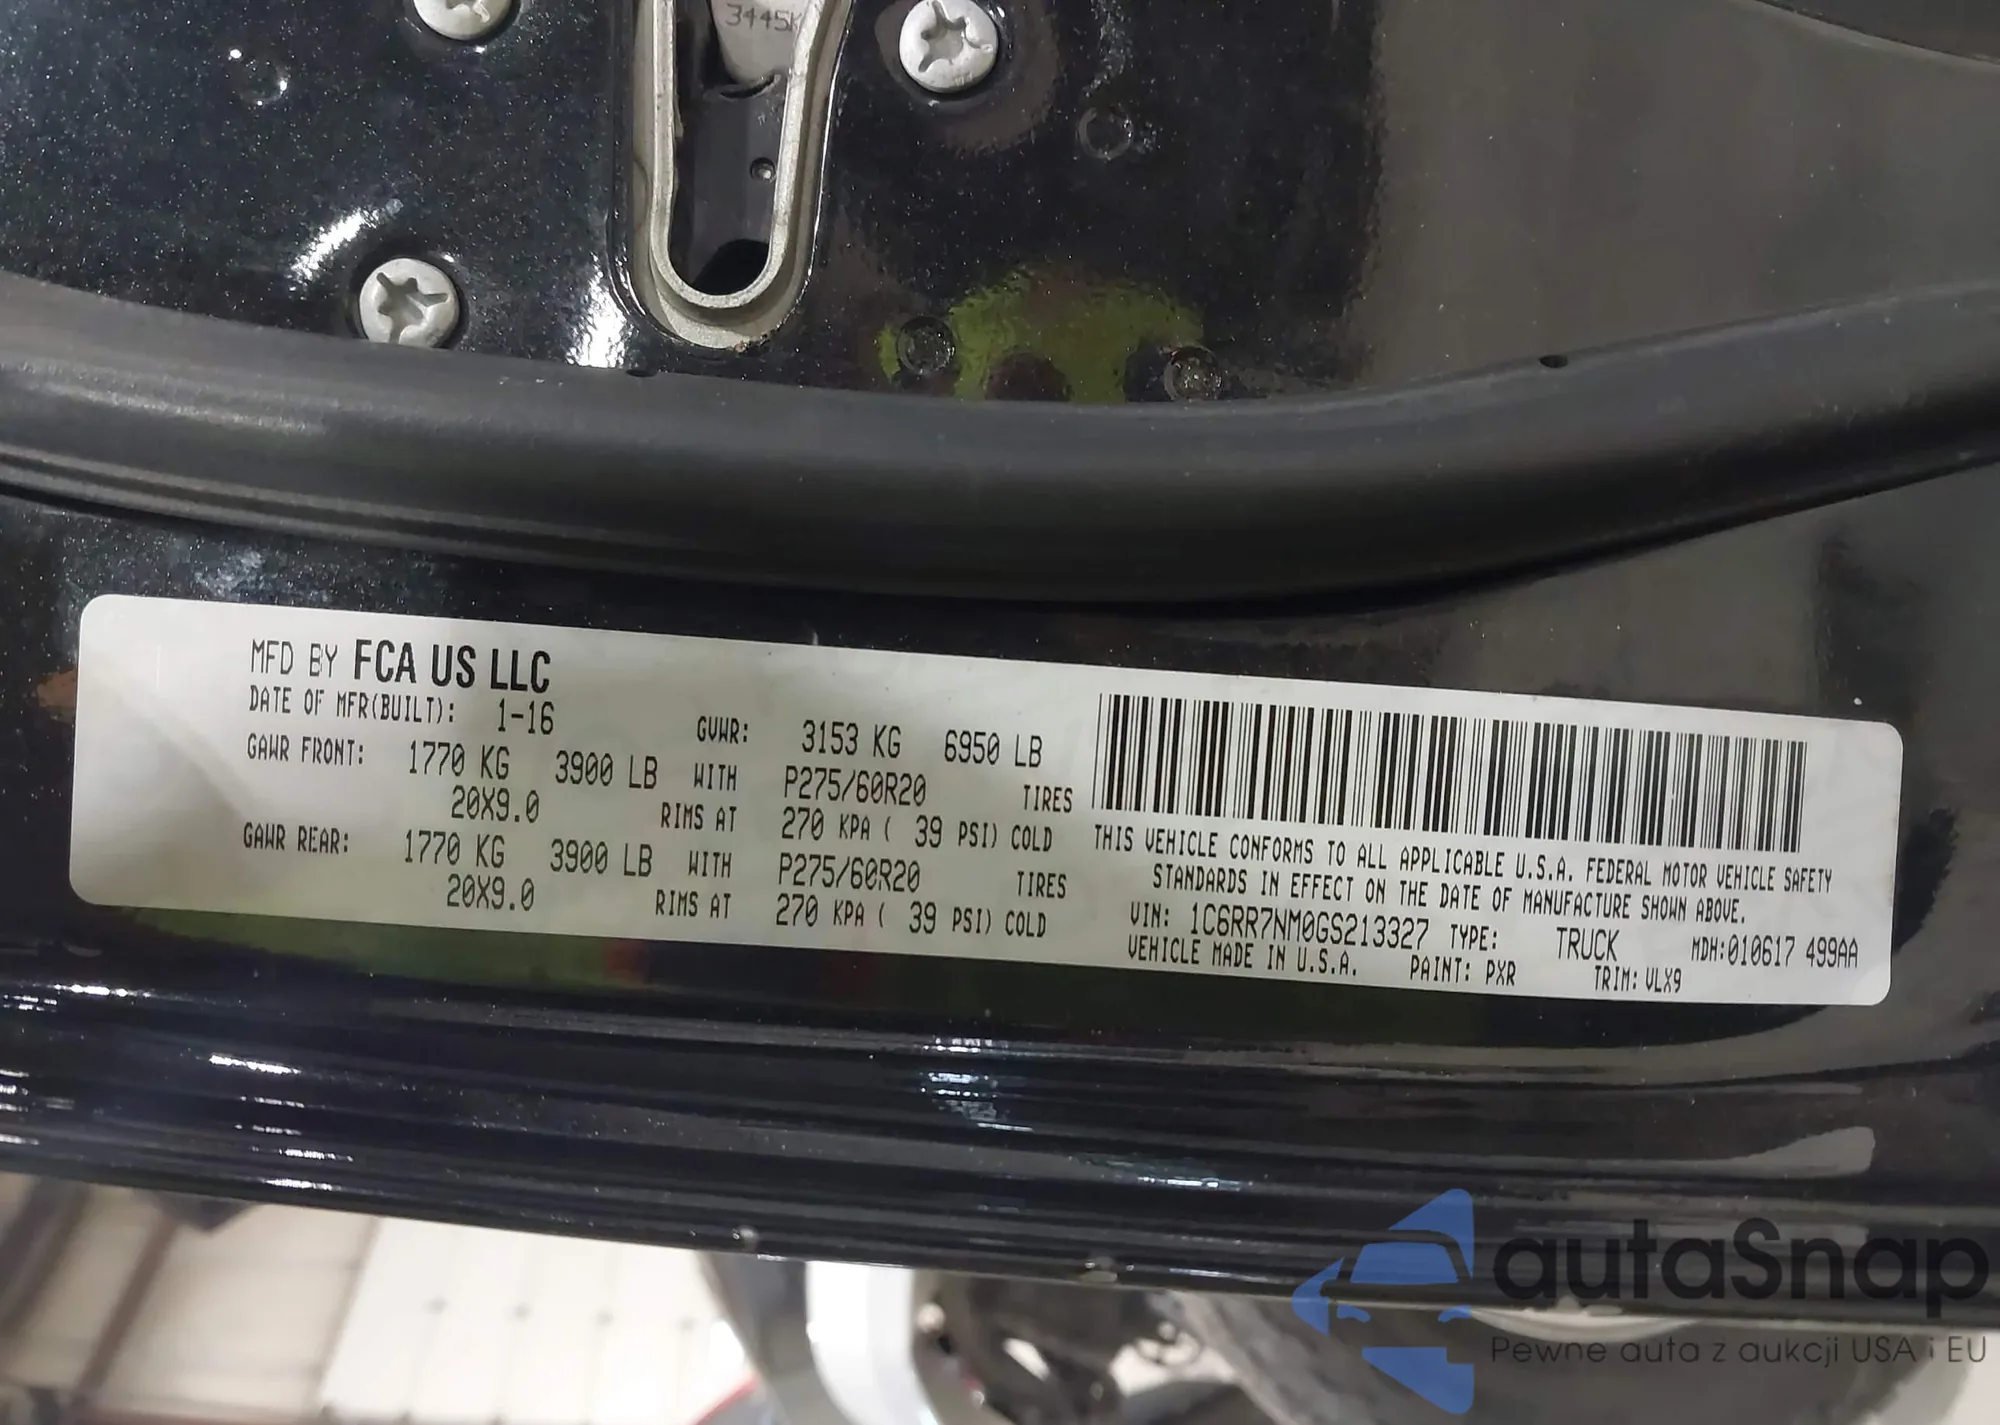 3445K
MFD BY FCA US LLC
DATE OF MFR(BUILT): 1-16 GVWR: 3153 KG 6950 LB
GAWR FRONT: 1770 KG 3900 LB WITH P275/60R20 TIRES
20X9.0 RIMS AT 270 KPA ( 39 PSI) COLD
GAWR REAR: 1770 KG 3900 LB WITH P275/60R20 TIRES
20X9.0 RIMS AT 270 KPA ( 39 PSI) COLD
THIS VEHICLE CONFORMS TO ALL APPLICABLE U.S.A. FEDERAL MOTOR VEHICLE SAFETY
STANDARDS IN EFFECT ON THE DATE OF MANUFACTURE SHOWN ABOVE.
VIN: 1C6RR7NM0GS213327 TYPE: TRUCK MDH:010617 499AA
VEHICLE MADE IN U.S.A. PAINT: PXR TRIM: VLX9
autaSnap
Pewne auta z aukcji USA i EU